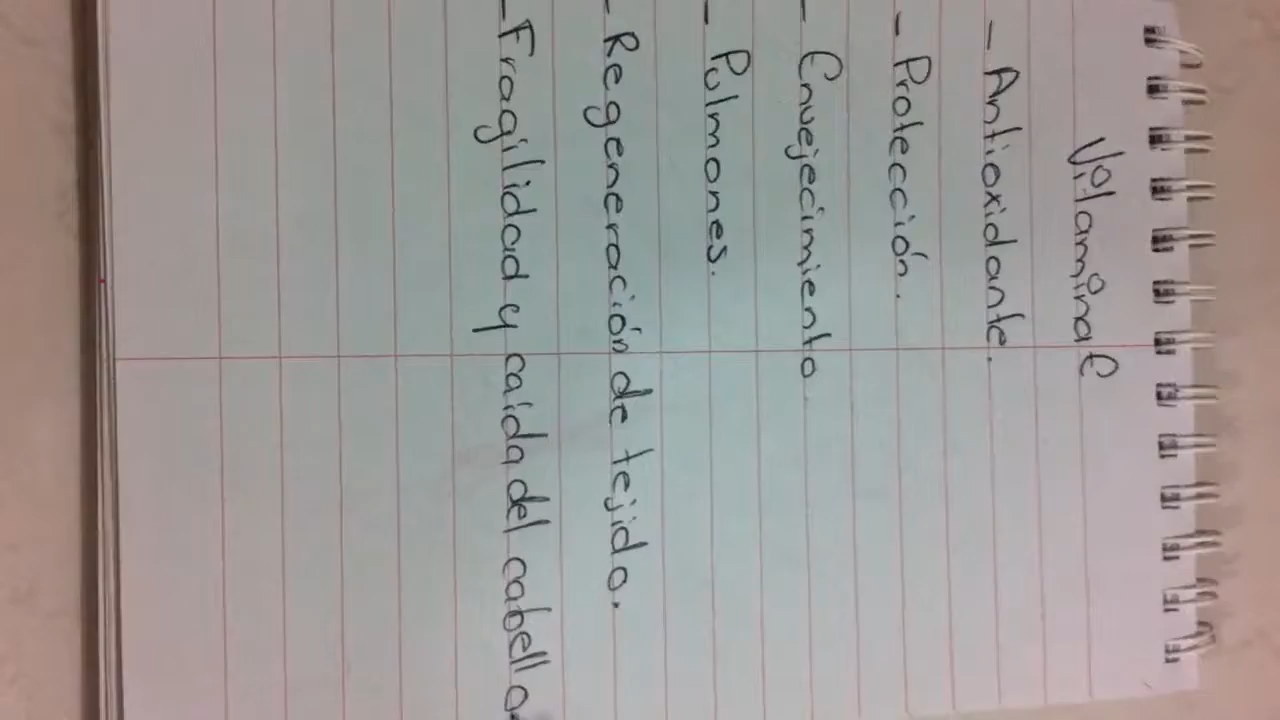 Vitamina E
- Antioxidante.
- Protección.
- Envejecimiento.
- Pulmones.
- Regeneración de tejido.
- Fragilidad y caída del cabello.